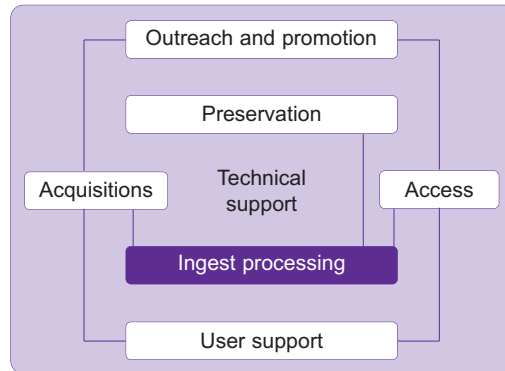 Outreach and promotion
Preservation
Acquisitions
Technical
support
Access
Ingest processing
User support